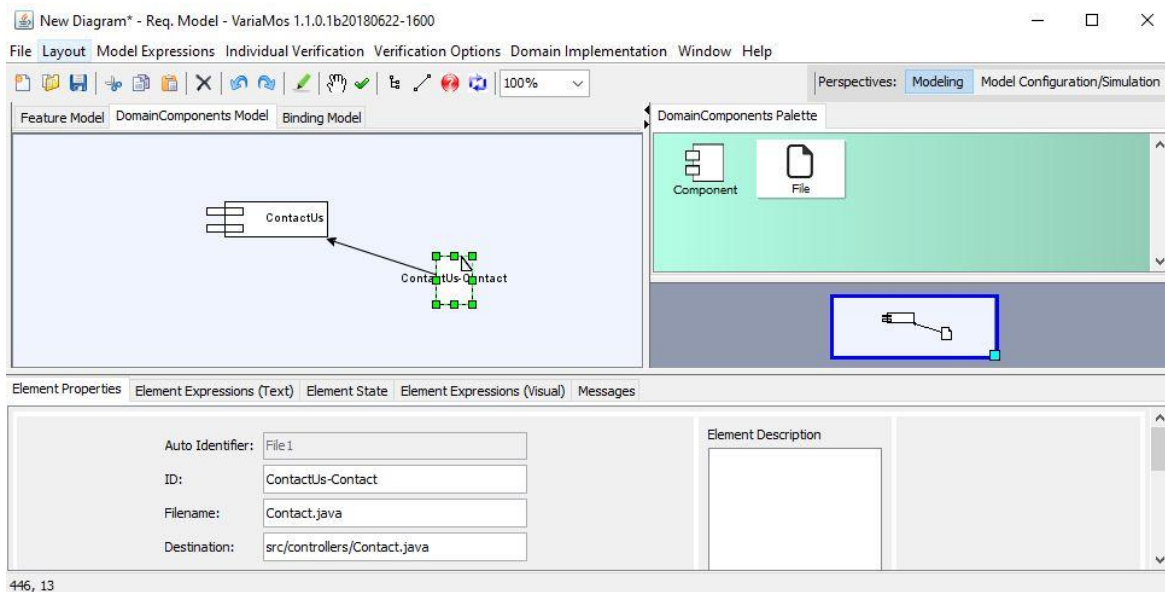 New Diagram* - Req. Model - VariaMos 1.1.0.1b20180622-1600
File Layout Model Expressions Individual Verification Verification Options Domain Implementation Window Help
100% Perspectives: Modeling Model Configuration/Simulation
Feature Model DomainComponents Model Binding Model
DomainComponents Palette
Component File
ContactUs
ContactUs-Contact
Element Properties Element Expressions (Text) Element State Element Expressions (Visual) Messages
Auto Identifier: File1
ID: ContactUs-Contact
Filename: Contact.java
Destination: src/controllers/Contact.java
Element Description
446, 13